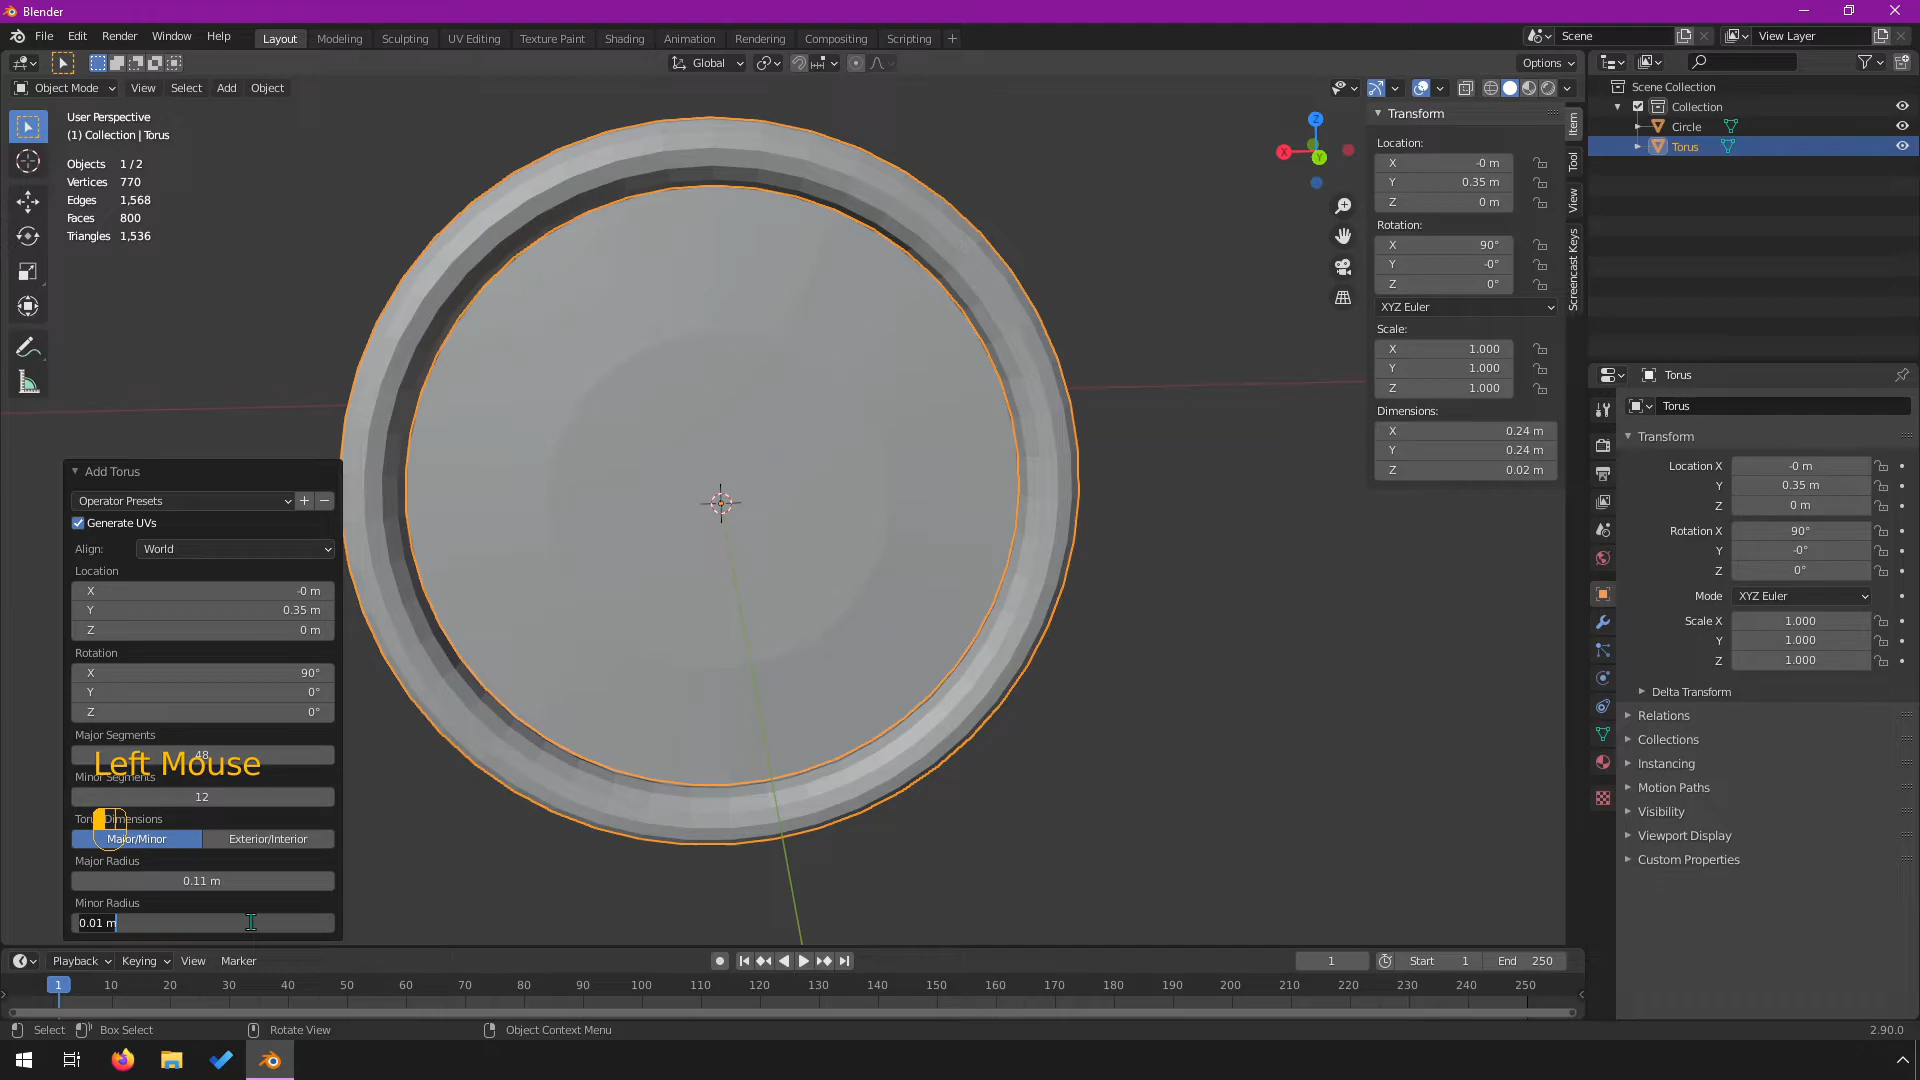 Blender
File Edit Render Window Help
Layout Modeling Sculpting UV Editing Texture Paint Shading Animation Rendering Compositing Scripting
Scene
View Layer
Global
Options
Object Mode View Select Add Object
User Perspective
(1) Collection | Torus
Objects 1 / 2
Vertices 770
Edges 1,568
Faces 800
Triangles 1,536
Add Torus
Operator Presets
Generate UVs
Align: World
Location
X -0 m
Y 0.35 m
Z 0 m
Rotation
X 90°
Y 0°
Z 0°
Major Segments
48
Left Mouse
Minor Segments
12
Torus Dimensions
Major/Minor Exterior/Interior
Major Radius
0.11 m
Minor Radius
0.01 m
X
Y
Z
Transform
Location:
X -0 m
Y 0.35 m
Z 0 m
Rotation:
X 90°
Y -0°
Z 0°
XYZ Euler
Scale:
X 1.000
Y 1.000
Z 1.000
Dimensions:
X 0.24 m
Y 0.24 m
Z 0.02 m
Item
Tool
View
Screencast Keys
Scene Collection
Collection
Circle
Torus
Torus
Torus
Transform
Location X -0 m
Y 0.35 m
Z 0 m
Rotation X 90°
Y -0°
Z 0°
Mode XYZ Euler
Scale X 1.000
Y 1.000
Z 1.000
Delta Transform
Relations
Collections
Instancing
Motion Paths
Visibility
Viewport Display
Custom Properties
Playback Keying View Marker
1 Start 1 End 250
1 10 20 30 40 50 60 70 80 90 100 110 120 130 140 150 160 170 180 190 200 210 220 230 240 250
Select Box Select Rotate View Object Context Menu 2.90.0